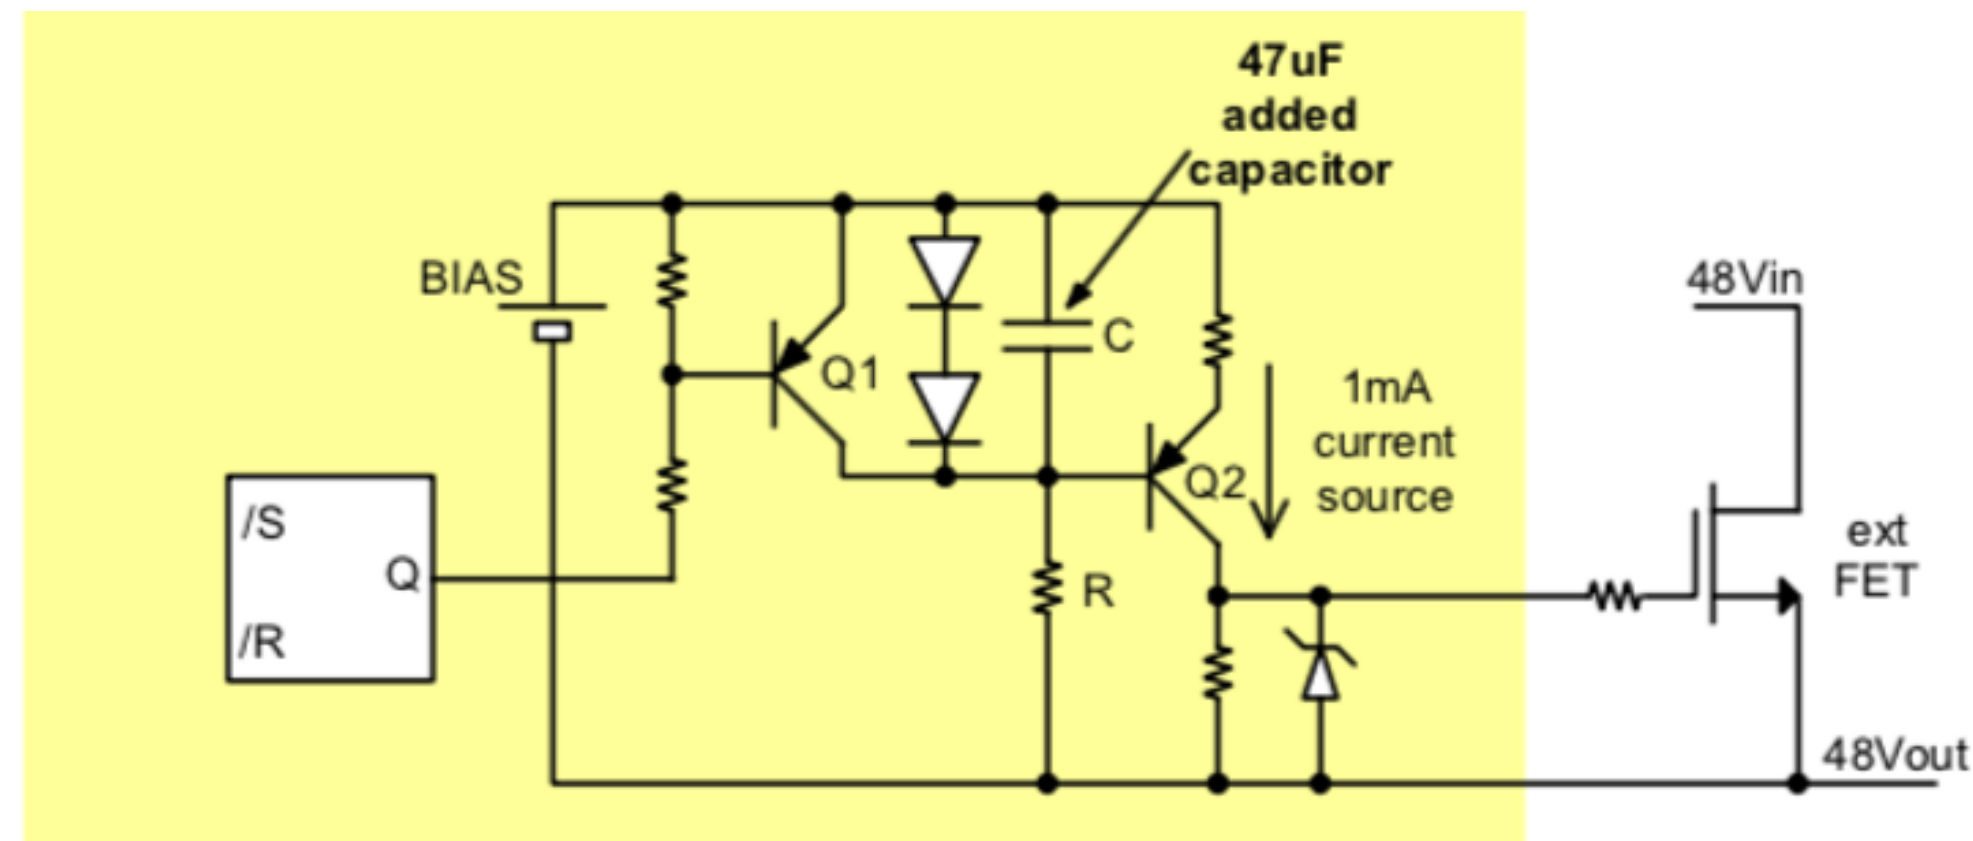 47uF
added
capacitor
BIAS
48Vin
C
Q1
1mA
current
source
Q2
/S
Q
/R
R
ext
FET
48Vout